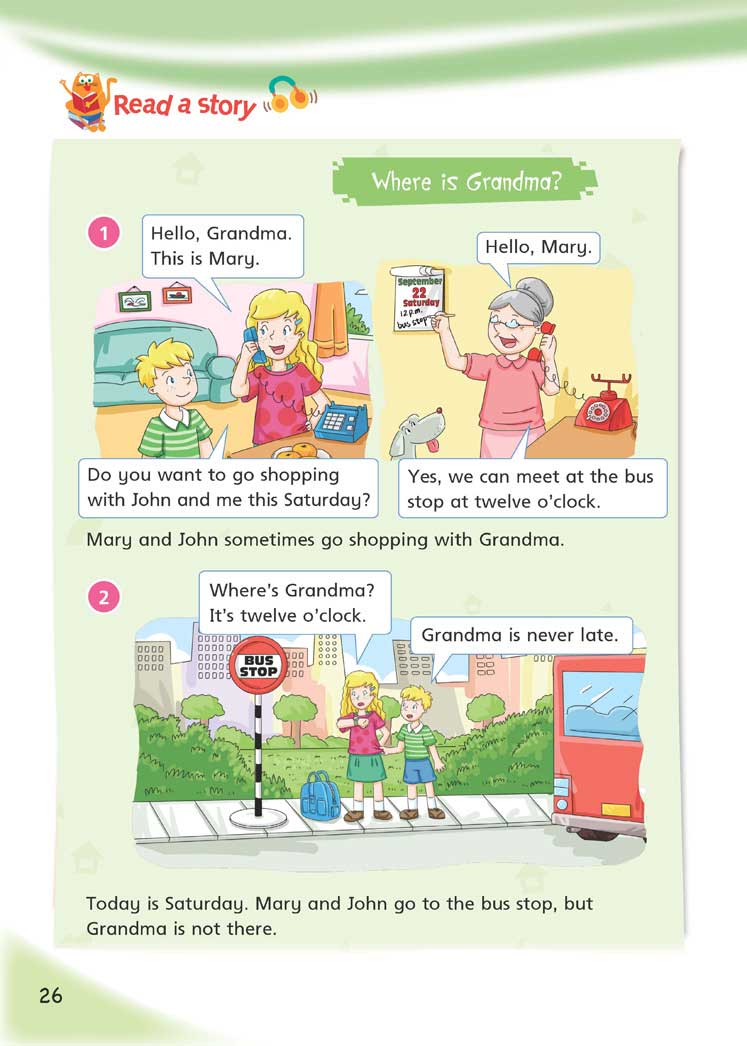 Read a story
Where is Grandma?
1
Hello, Grandma.
This is Mary.
Hello, Mary.
September
22
Saturday
12 p.m.
bus stop
Do you want to go shopping
with John and me this Saturday?
Yes, we can meet at the bus
stop at twelve o'clock.
Mary and John sometimes go shopping with Grandma.
2
Where's Grandma?
It's twelve o'clock.
Grandma is never late.
BUS
STOP
Today is Saturday. Mary and John go to the bus stop, but
Grandma is not there.
26